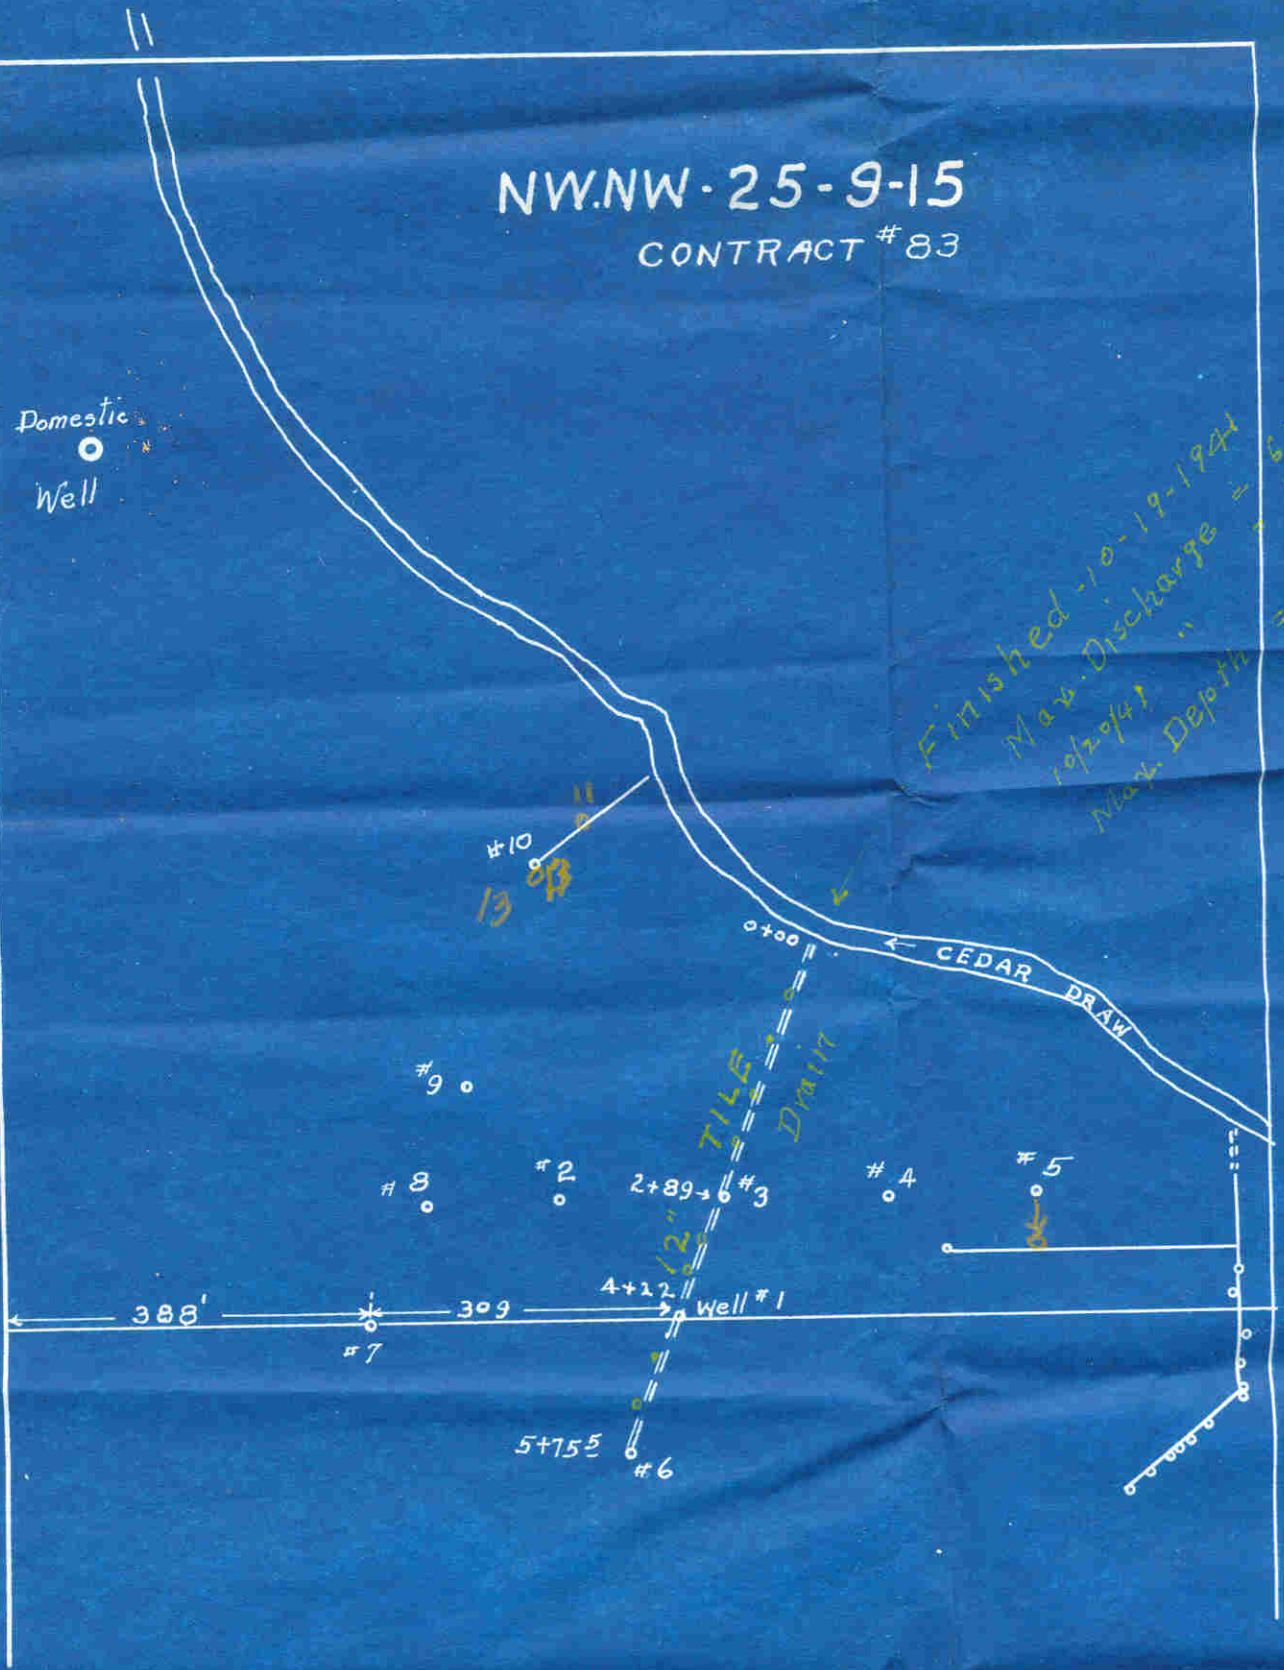 NW.NW-25-9-15
CONTRACT #83
Domestic
Well
Finished-10-19-1941
Max. Discharge =
10/20/41 "
Max. Depth =
11
#10
13
0+00
← CEDAR DRAW
TILE
Drain
12"
#9
#8
#2
2+89→
#3
#4
#5
4+22
Well #1
388'
309
#7
5+75⁵
#6